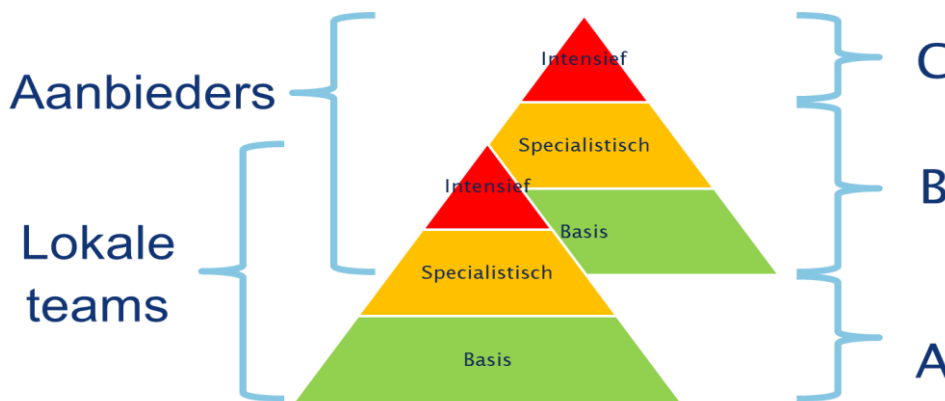 Aanbieders
Lokale
teams
Intensief
Specialistisch
Basis
Intensief
Specialistisch
Basis
C
B
A